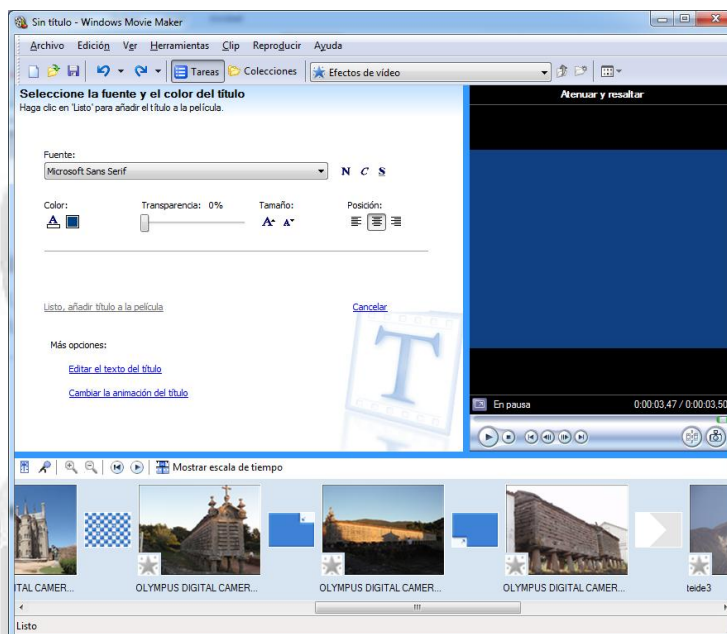 Sin título - Windows Movie Maker
Archivo Edición Ver Herramientas Clip Reproducir Ayuda
Tareas Colecciones Efectos de vídeo
Seleccione la fuente y el color del título
Haga clic en 'Listo' para añadir el título a la película.
Fuente:
Microsoft Sans Serif N C S
Color: Transparencia: 0% Tamaño: Posición:
Listo, añadir título a la película Cancelar
Más opciones:
Editar el texto del título
Cambiar la animación del título
Atenuar y resaltar
En pausa 0:00:03,47 / 0:00:03,50
Mostrar escala de tiempo
ITAL CAMER... OLYMPUS DIGITAL CAMER... OLYMPUS DIGITAL CAMER... OLYMPUS DIGITAL CAMER... teide3
Listo